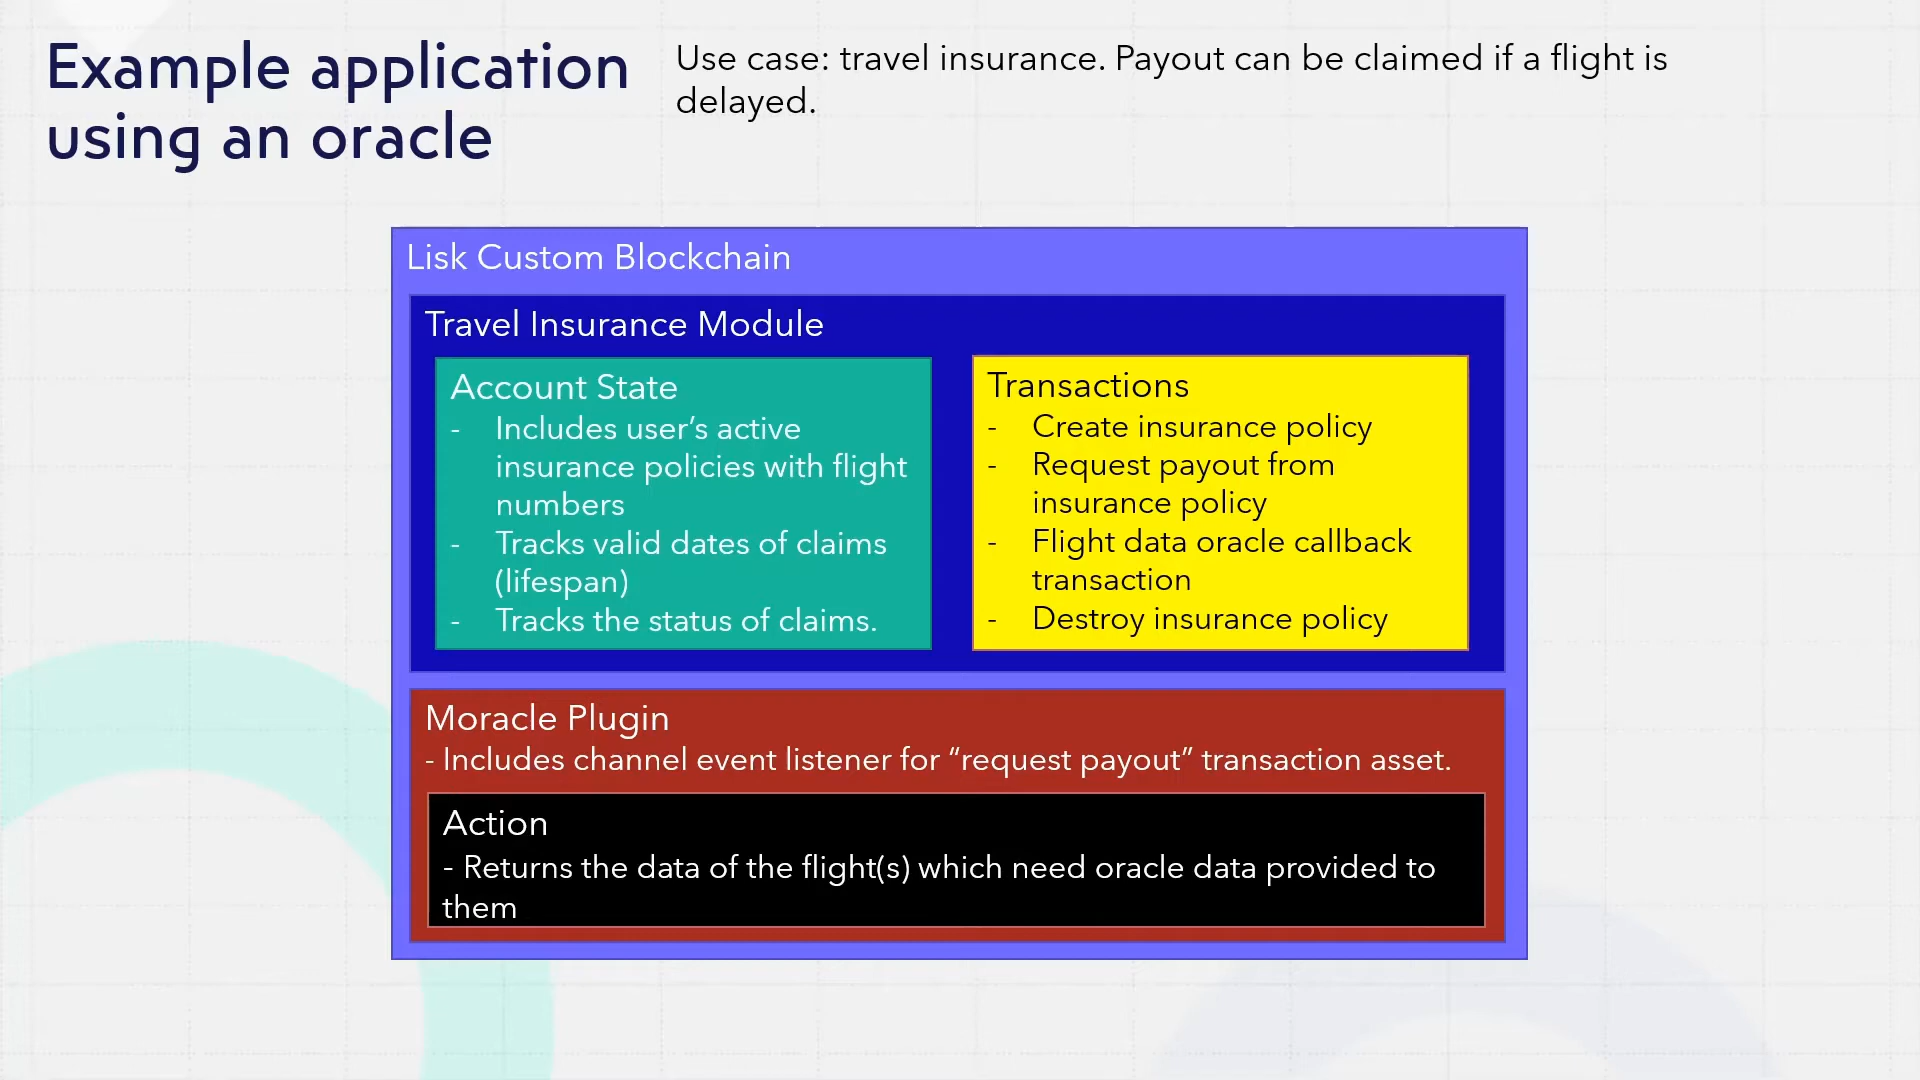 Example application
using an oracle
Use case: travel insurance. Payout can be claimed if a flight is
delayed.
Lisk Custom Blockchain
Travel Insurance Module
Account State
- Includes user’s active
insurance policies with flight
numbers
- Tracks valid dates of claims
(lifespan)
- Tracks the status of claims.
Transactions
- Create insurance policy
- Request payout from
insurance policy
- Flight data oracle callback
transaction
- Destroy insurance policy
Moracle Plugin
- Includes channel event listener for “request payout” transaction asset.
Action
- Returns the data of the flight(s) which need oracle data provided to
them